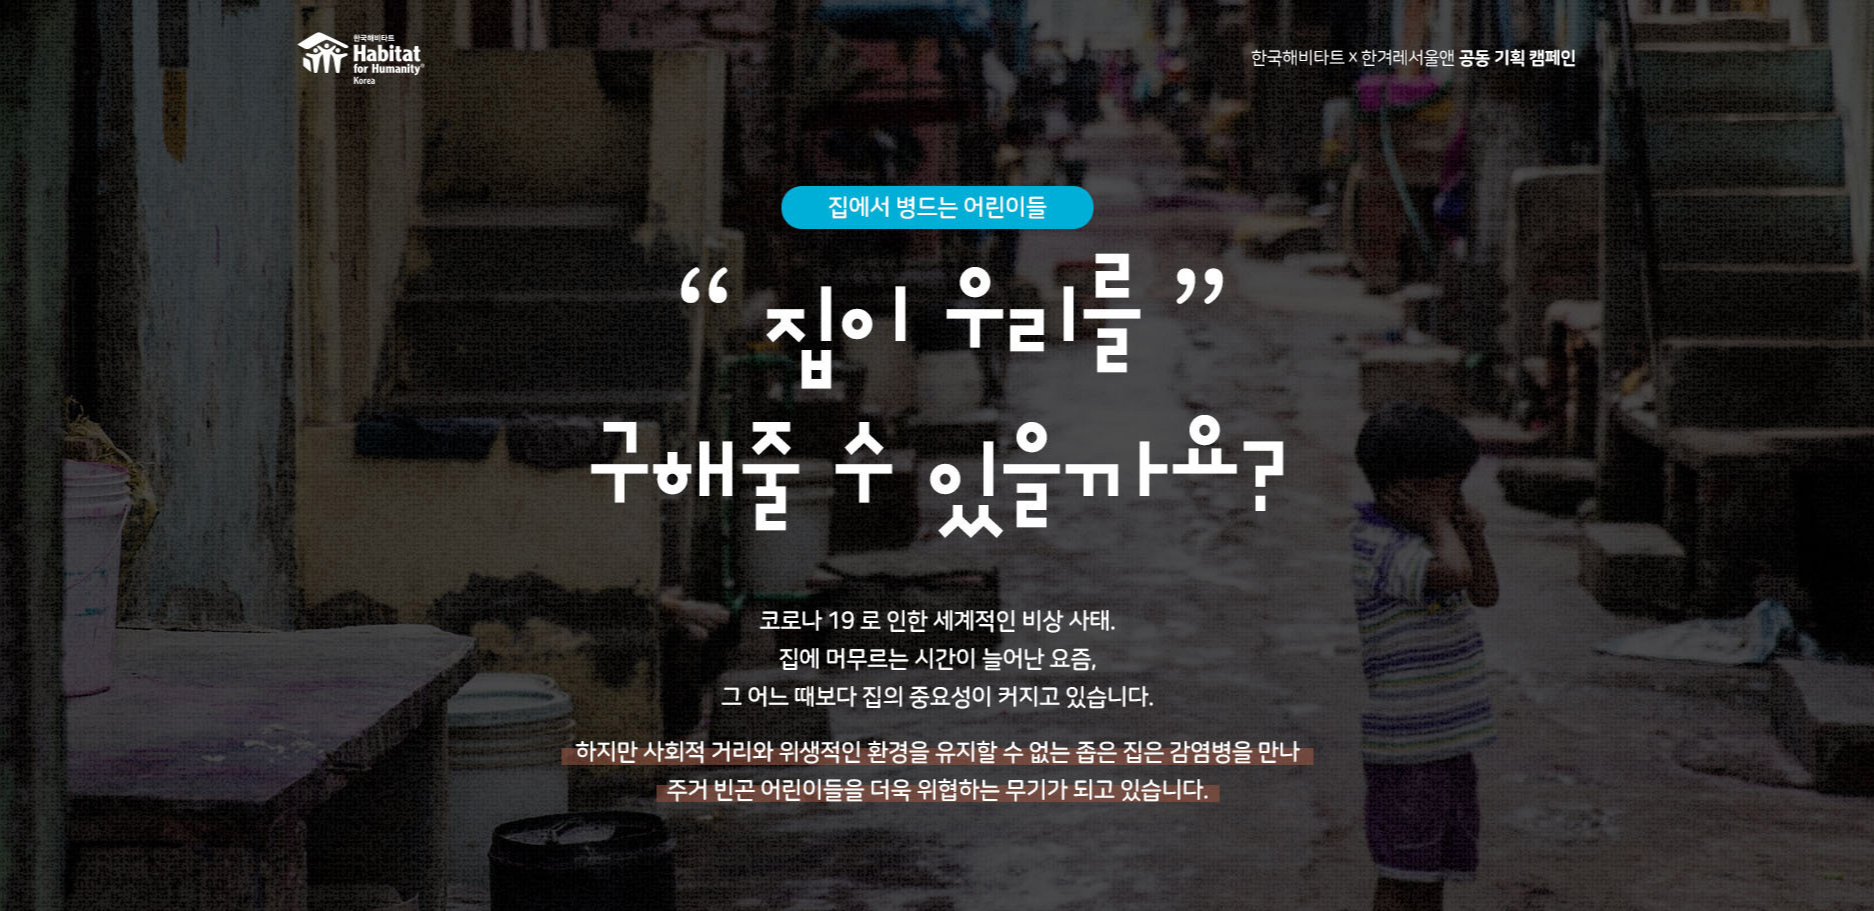 한국해비타트
Habitat
for Humanity®
Korea
한국해비타트 x 한겨레서울앤 공동 기획 캠페인
집에서 병드는 어린이들
“ 집이 우리를 ”
구해줄 수 있을까요?
코로나 19 로 인한 세계적인 비상 사태.
집에 머무르는 시간이 늘어난 요즘,
그 어느 때보다 집의 중요성이 커지고 있습니다.
하지만 사회적 거리와 위생적인 환경을 유지할 수 없는 좁은 집은 감염병을 만나
주거 빈곤 어린이들을 더욱 위협하는 무기가 되고 있습니다.